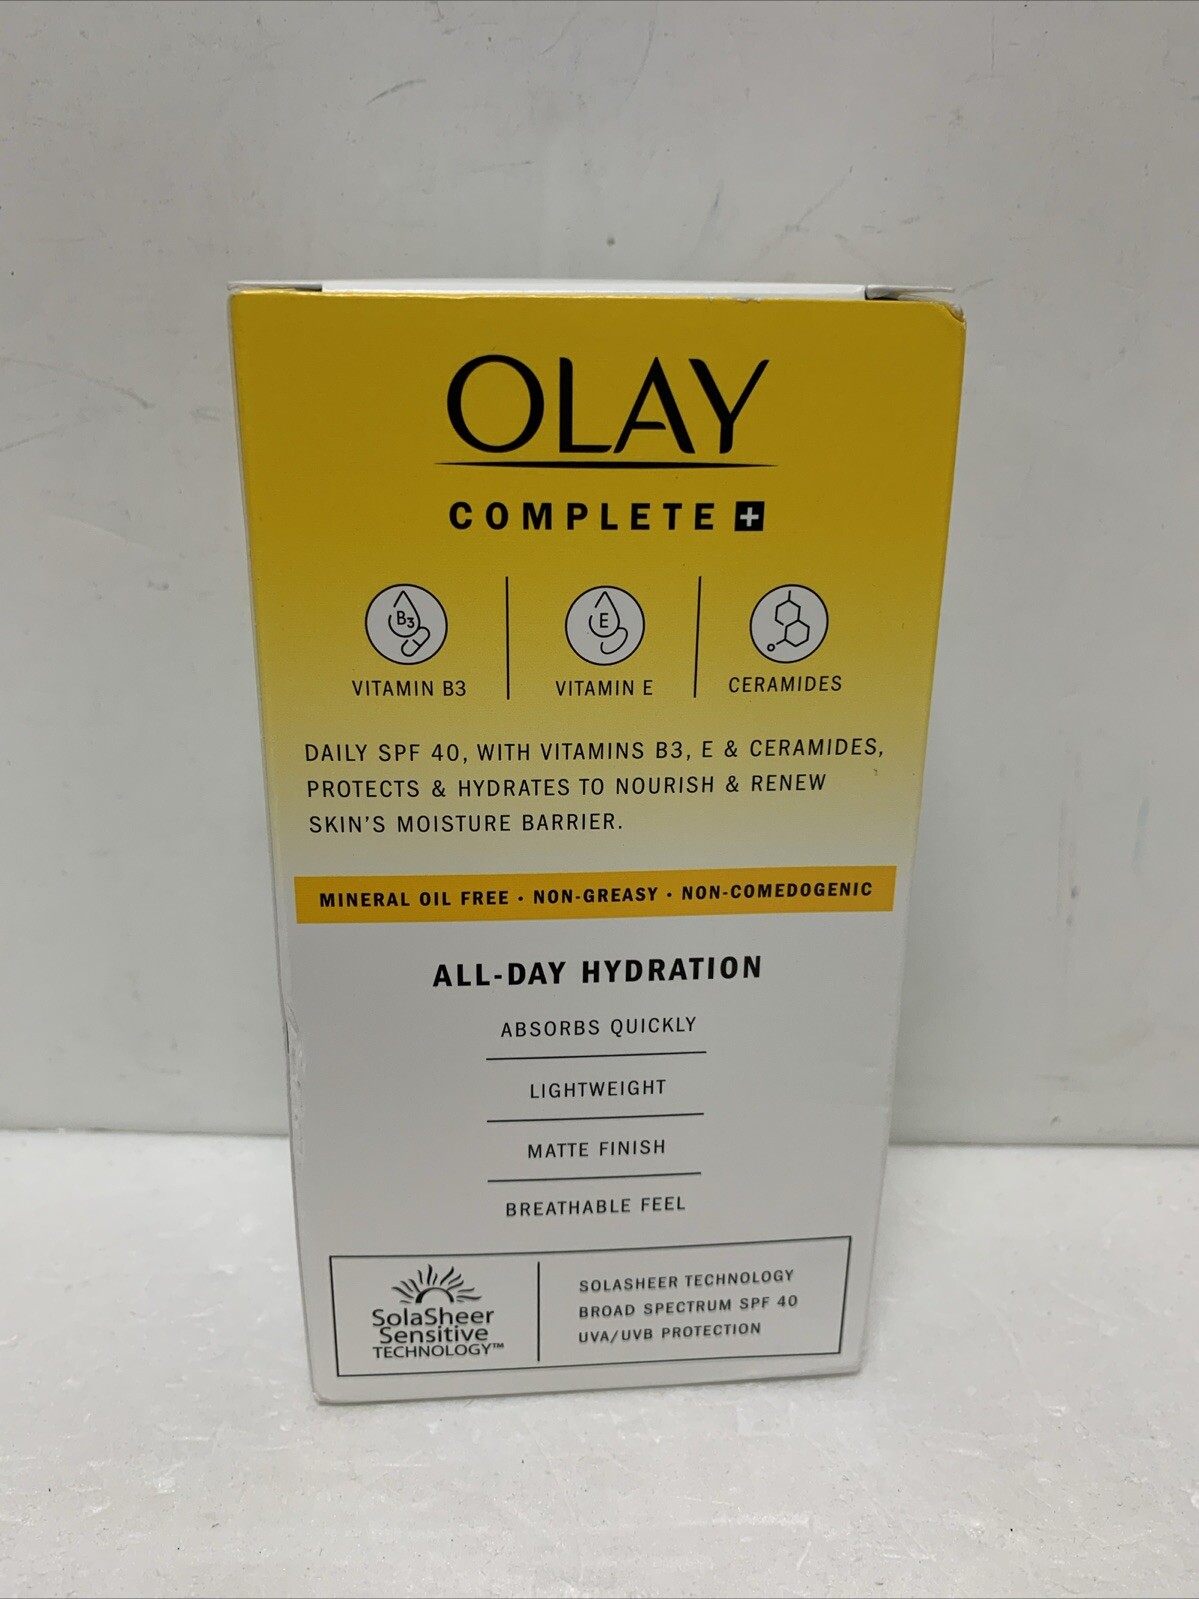 OLAY
COMPLETE +
B3
E
VITAMIN B3
VITAMIN E
CERAMIDES
DAILY SPF 40, WITH VITAMINS B3, E & CERAMIDES,
PROTECTS & HYDRATES TO NOURISH & RENEW
SKIN'S MOISTURE BARRIER.
MINERAL OIL FREE • NON-GREASY • NON-COMEDOGENIC
ALL-DAY HYDRATION
ABSORBS QUICKLY
LIGHTWEIGHT
MATTE FINISH
BREATHABLE FEEL
SolaSheer
Sensitive
TECHNOLOGY™
SOLASHEER TECHNOLOGY
BROAD SPECTRUM SPF 40
UVA/UVB PROTECTION